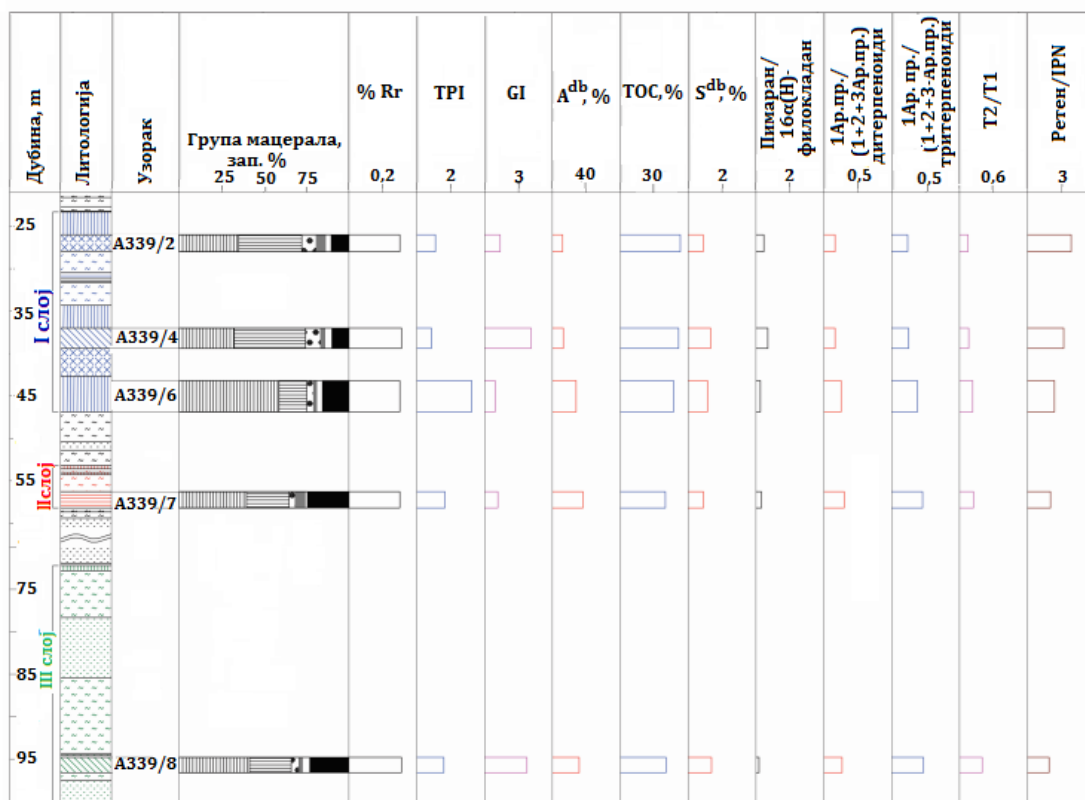 Дубина, m
Литологија
Узорак
Група мацерала,
зап. %
25 50 75
% Rr
0,2
TPI
2
GI
3
A^db, %
40
TOC, %
30
S^db, %
2
Пимаран/
16α(H)-
филокладан
2
1Ар.пр./
(1+2+3Ар.пр.)
дитерпеноиди
0,5
1Ар. пр./
(1+2+3-Ар.пр.)
тритерпеноиди
0,5
T2/T1
0,6
Ретен/IPN
3
25
A339/2
35
I слој
A339/4
45
A339/6
55
II слој
A339/7
75
III слој
85
95
A339/8